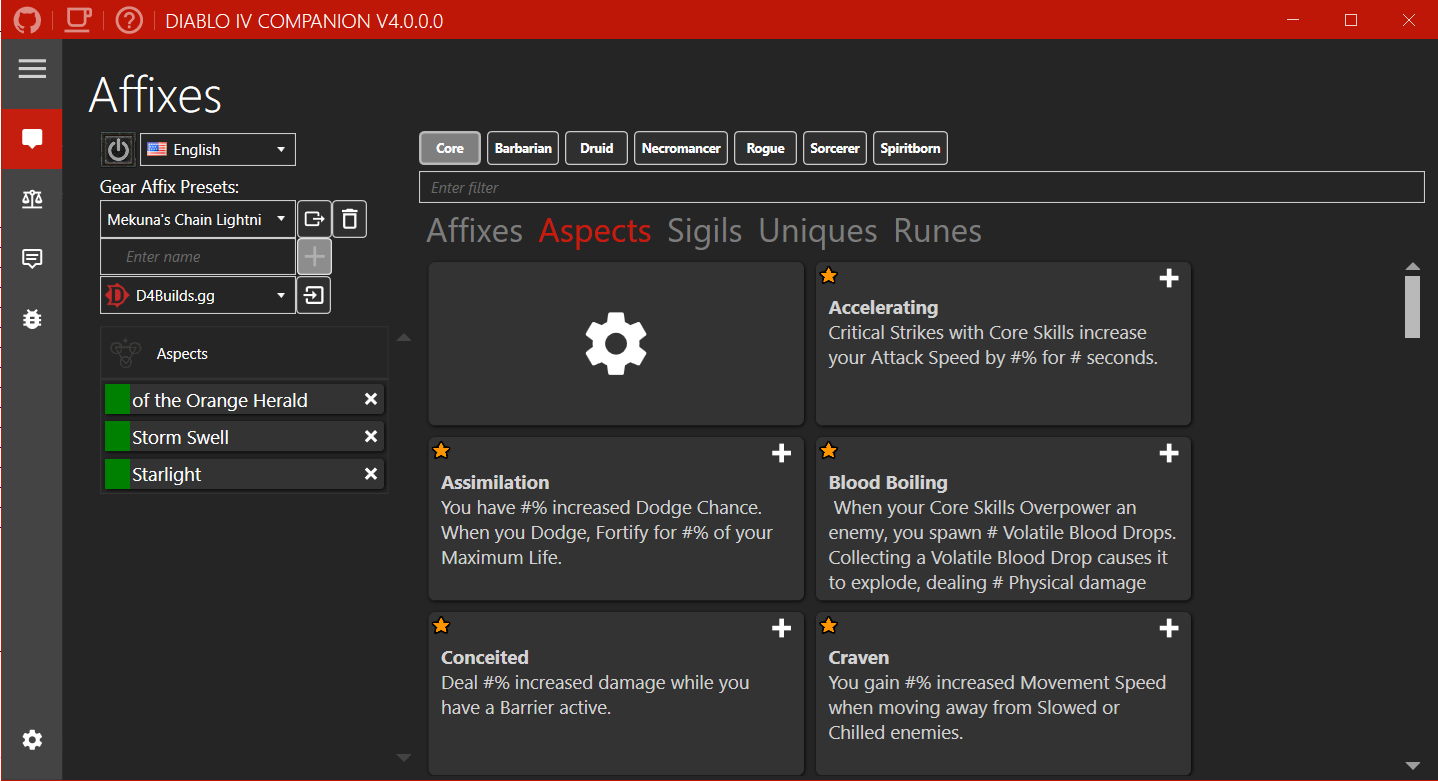 DIABLO IV COMPANION V4.0.0.0
Affixes
English
Gear Affix Presets:
Mekuna's Chain Lightni
Enter name
D4Builds.gg
Aspects
of the Orange Herald
Storm Swell
Starlight
Core Barbarian Druid Necromancer Rogue Sorcerer Spiritborn
Enter filter
Affixes Aspects Sigils Uniques Runes
Accelerating
Critical Strikes with Core Skills increase
your Attack Speed by #% for # seconds.
Assimilation
You have #% increased Dodge Chance.
When you Dodge, Fortify for #% of your
Maximum Life.
Blood Boiling
When your Core Skills Overpower an
enemy, you spawn # Volatile Blood Drops.
Collecting a Volatile Blood Drop causes it
to explode, dealing # Physical damage
Conceited
Deal #% increased damage while you
have a Barrier active.
Craven
You gain #% increased Movement Speed
when moving away from Slowed or
Chilled enemies.